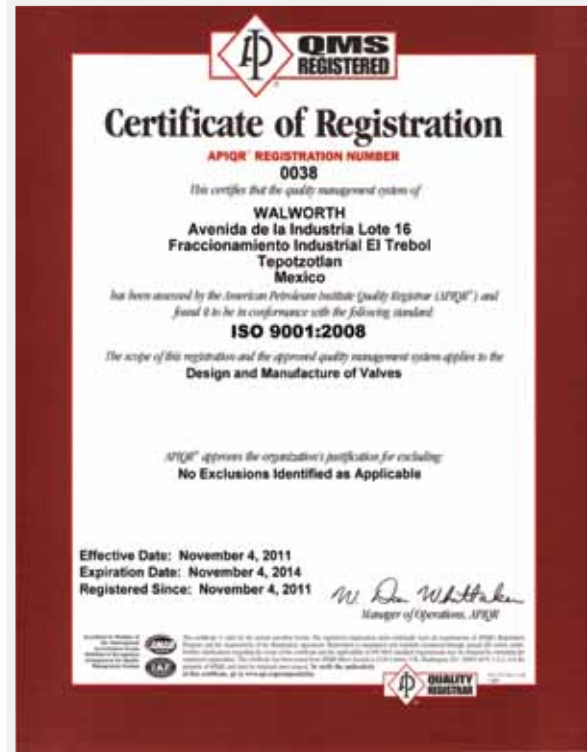 QMS
REGISTERED
Certificate of Registration
APIQR® REGISTRATION NUMBER
0038
This certifies that the quality management system of
WALWORTH
Avenida de la Industria Lote 16
Fraccionamiento Industrial El Trebol
Tepotzotlan
Mexico
has been assessed by the American Petroleum Institute Quality Registrar (APIQR®) and
found it to be in conformance with the following standard:
ISO 9001:2008
The scope of this registration and the approved quality management system applies to the
Design and Manufacture of Valves
APIQR® approves the organization's justification for excluding:
No Exclusions Identified as Applicable
Effective Date: November 4, 2011
Expiration Date: November 4, 2014
Registered Since: November 4, 2011
W. Don Whittaker
Manager of Operations, APIQR
QUALITY
REGISTRAR